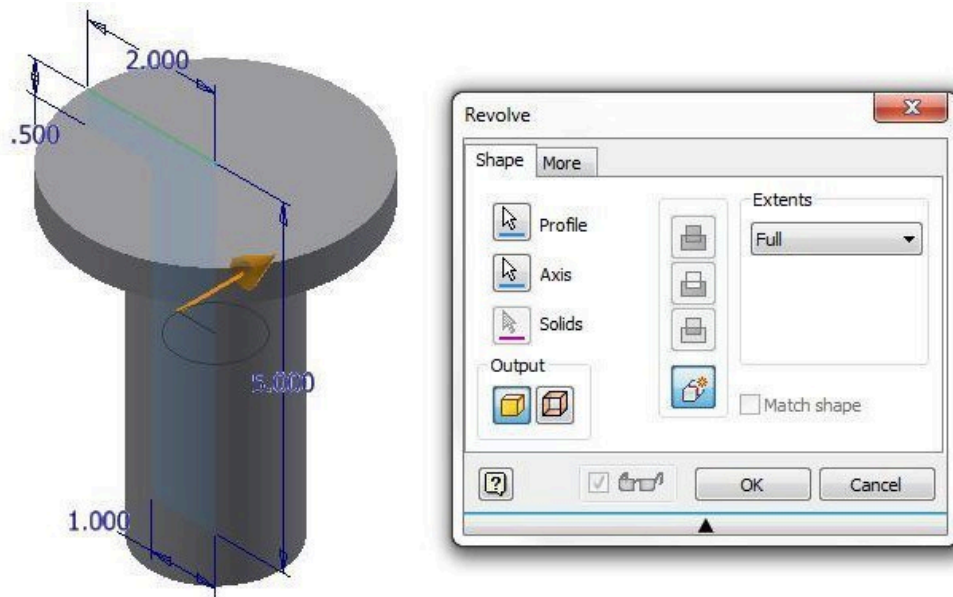 2.000
.500
5.000
1.000
Revolve
Shape
More
Profile
Axis
Solids
Output
Extents
Full
Match shape
OK
Cancel